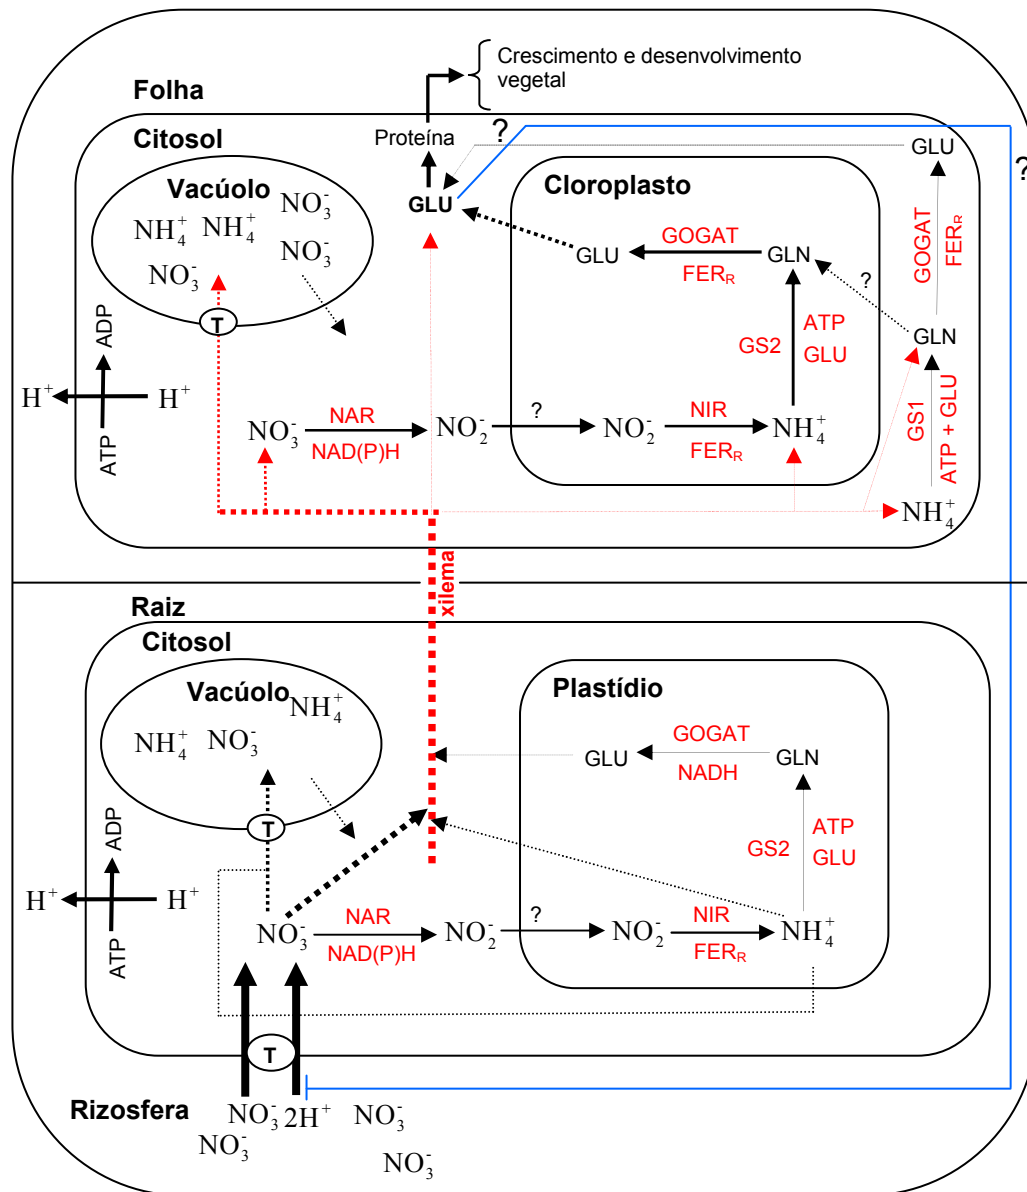 Crescimento e desenvolvimento
vegetal
Folha
Citosol
Proteína
?
GLU
?
Vacúolo
NO3-
NH4+ NH4+
NO3-
NO3-
T
GLU
Cloroplasto
GLU
GOGAT
FERR
GLN
?
GOGAT
FERR
GLN
GS2
ATP
GLU
GS1
ATP + GLU
ADP
H+
H+
ATP
NO3-
NAR
NAD(P)H
NO2-
?
NO2-
NIR
FERR
NH4+
NH4+
xilema
Raiz
Citosol
Vacúolo
NH4+
NH4+
NO3-
T
Plastídio
GLU
GOGAT
NADH
GLN
GS2
ATP
GLU
ADP
H+
H+
ATP
NO3-
NAR
NAD(P)H
NO2-
?
NO2-
NIR
FERR
NH4+
T
Rizosfera
NO3-
2H+
NO3-
NO3-
NO3-